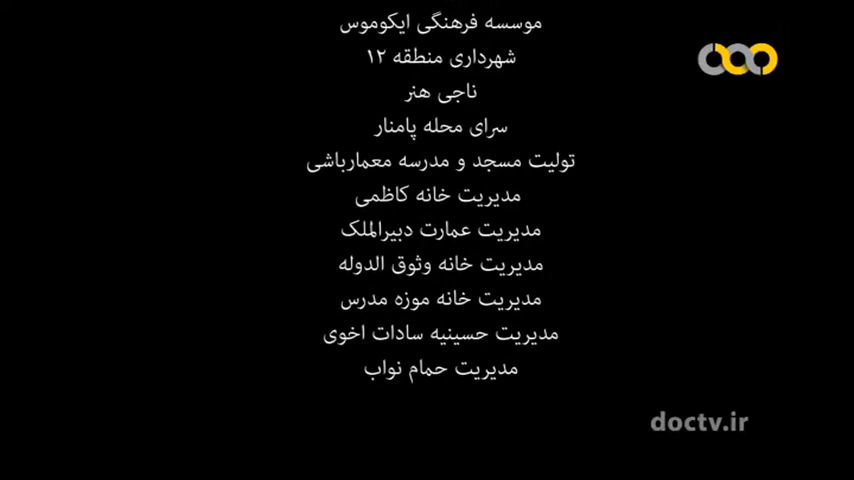 موسسه فرهنگی ایکوموس
شهرداری منطقه ۱۲
ناجی هنر
سرای محله پامنار
تولیت مسجد و مدرسه معمارباشی
مدیریت خانه کاظمی
مدیریت عمارت دبیرالملک
مدیریت خانه وثوق الدوله
مدیریت خانه موزه مدرس
مدیریت حسینیه سادات اخوی
مدیریت حمام نواب
doctv.ir